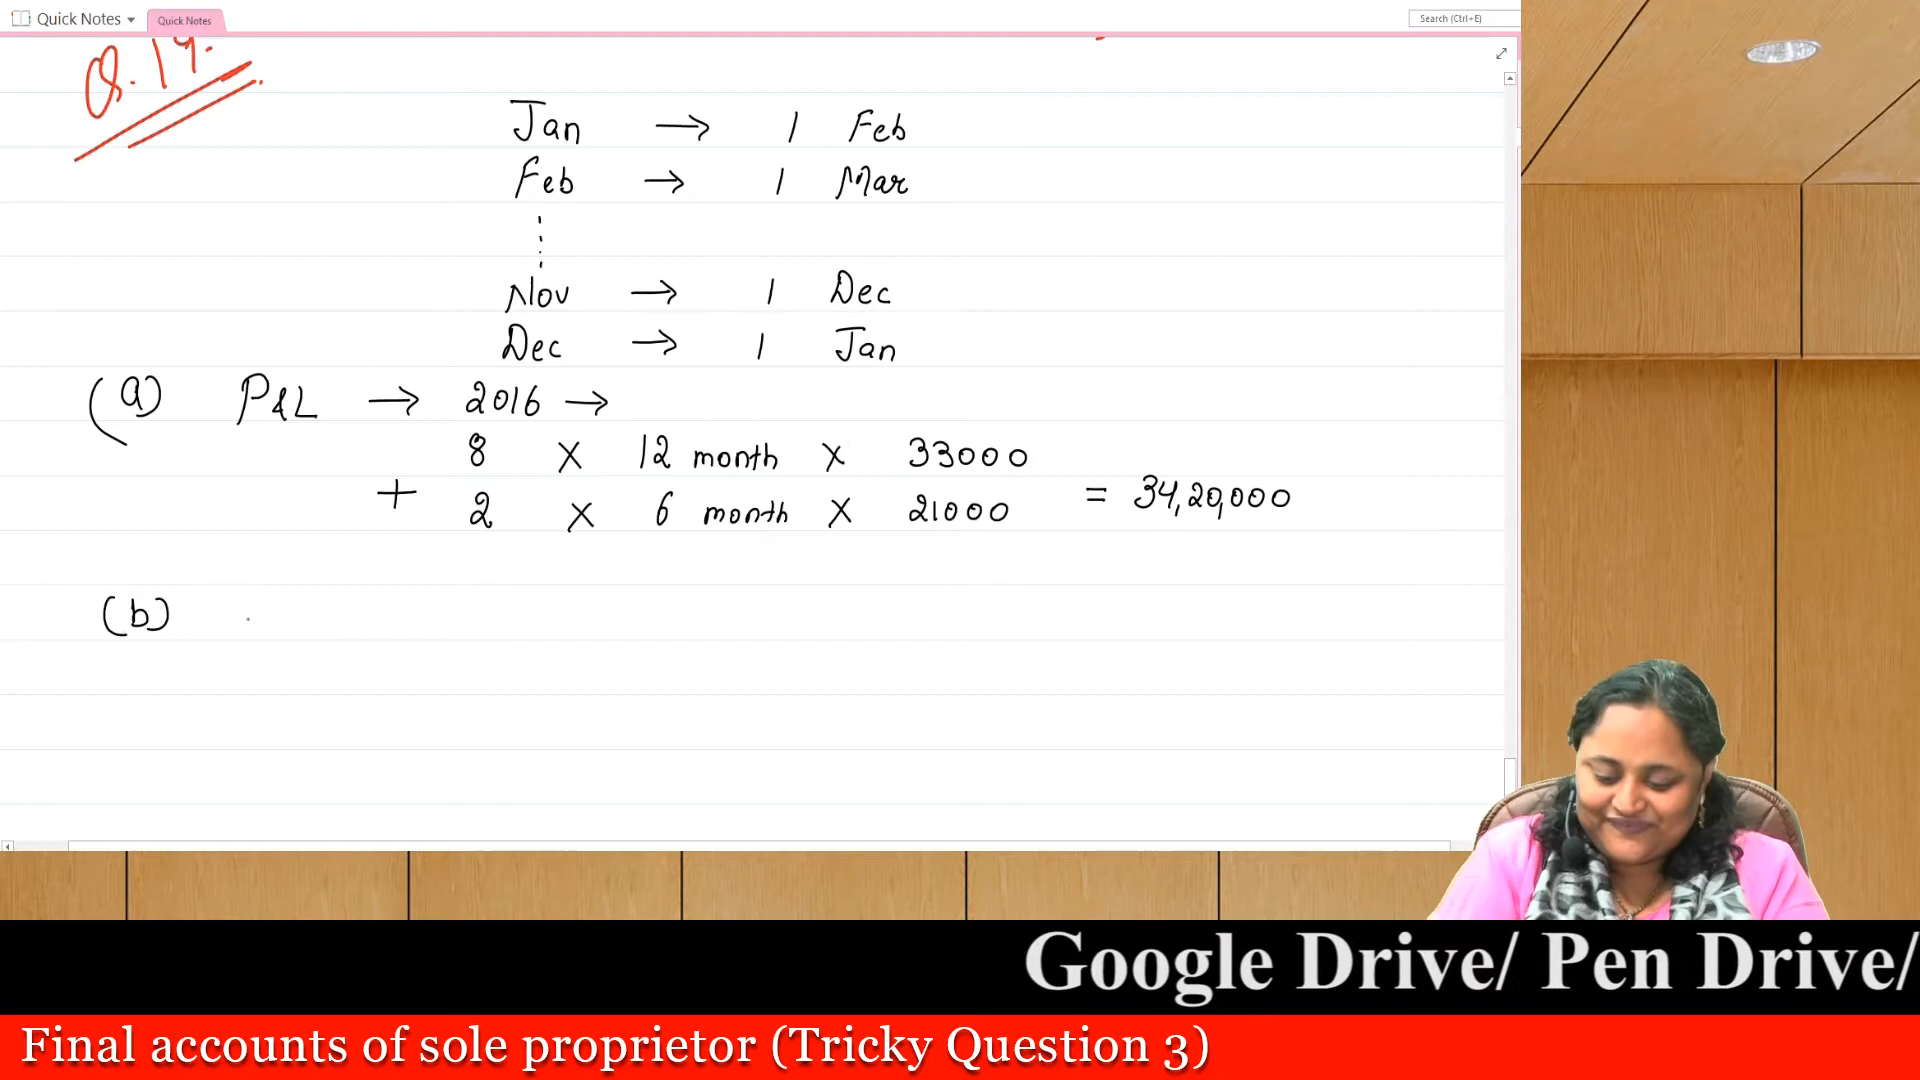 Quick Notes
Quick Notes
Search (Ctrl+E)
Q.19.
Jan → 1 Feb
Feb → 1 Mar
Nov → 1 Dec
Dec → 1 Jan
(a) P&L → 2016 →
8 X 12 month X 33000
+ 2 X 6 month X 21000 = 34,20,000
(b)
Google Drive/ Pen Drive/
Final accounts of sole proprietor (Tricky Question 3)